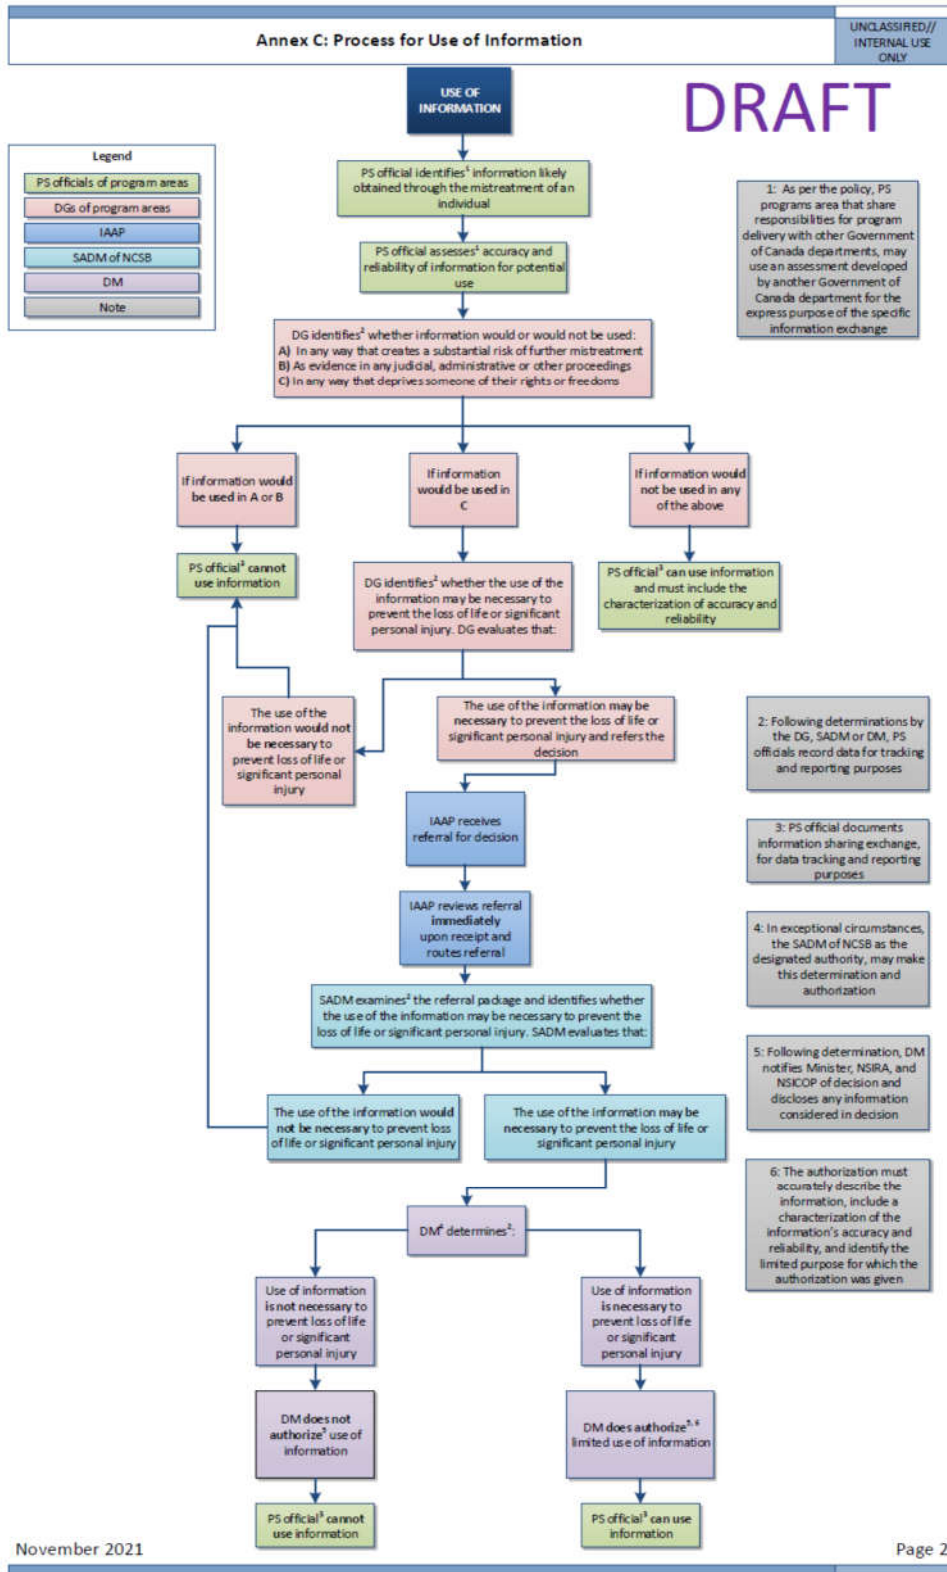 Annex C: Process for Use of Information
UNCLASSIFIED//
INTERNAL USE
ONLY
DRAFT
USE OF
INFORMATION
Legend
PS officials of program areas
DGs of program areas
IAAP
SADM of NCSB
DM
Note
PS official identifies¹ information likely
obtained through the mistreatment of an
individual
PS official assesses¹ accuracy and
reliability of information for potential
use
1: As per the policy, PS
programs area that share
responsibilities for program
delivery with other Government
of Canada departments, may
use an assessment developed
by another Government of
Canada department for the
express purpose of the specific
information exchange
DG identifies² whether information would or would not be used:
A) In any way that creates a substantial risk of further mistreatment
B) As evidence in any judicial, administrative or other proceedings
C) In any way that deprives someone of their rights or freedoms
If information would
be used in A or B
If information
would be used in
C
If information would
not be used in any
of the above
PS official³ cannot
use information
DG identifies² whether the use of the
information may be necessary to
prevent the loss of life or significant
personal injury. DG evaluates that:
PS official³ can use information
and must include the
characterization of accuracy and
reliability
The use of the
information would not
be necessary to
prevent loss of life or
significant personal
injury
The use of the information may be
necessary to prevent the loss of life or
significant personal injury and refers the
decision
2: Following determinations by
the DG, SADM or DM, PS
officials record data for tracking
and reporting purposes
IAAP receives
referral for decision
3: PS official documents
information sharing exchange,
for data tracking and reporting
purposes
IAAP reviews referral
immediately
upon receipt and
routes referral
4: In exceptional circumstances,
the SADM of NCSB as the
designated authority, may make
this determination and
authorization
SADM examines² the referral package and identifies whether
the use of the information may be necessary to prevent the
loss of life or significant personal injury. SADM evaluates that:
5: Following determination, DM
notifies Minister, NSIRA, and
NSICOP of decision and
discloses any information
considered in decision
The use of the information would
not be necessary to prevent loss
of life or significant personal injury
The use of the information may be
necessary to prevent the loss of life or
significant personal injury
6: The authorization must
accurately describe the
information, include a
characterization of the
information's accuracy and
reliability, and identify the
limited purpose for which the
authorization was given
DM⁴ determines²:
Use of information
is not necessary to
prevent loss of life
or significant
personal injury
Use of information
is necessary to
prevent loss of life
or significant
personal injury
DM does not
authorize⁵ use of
information
DM does authorize⁵,⁶
limited use of information
PS official³ cannot
use information
PS official³ can use
information
November 2021
Page 2